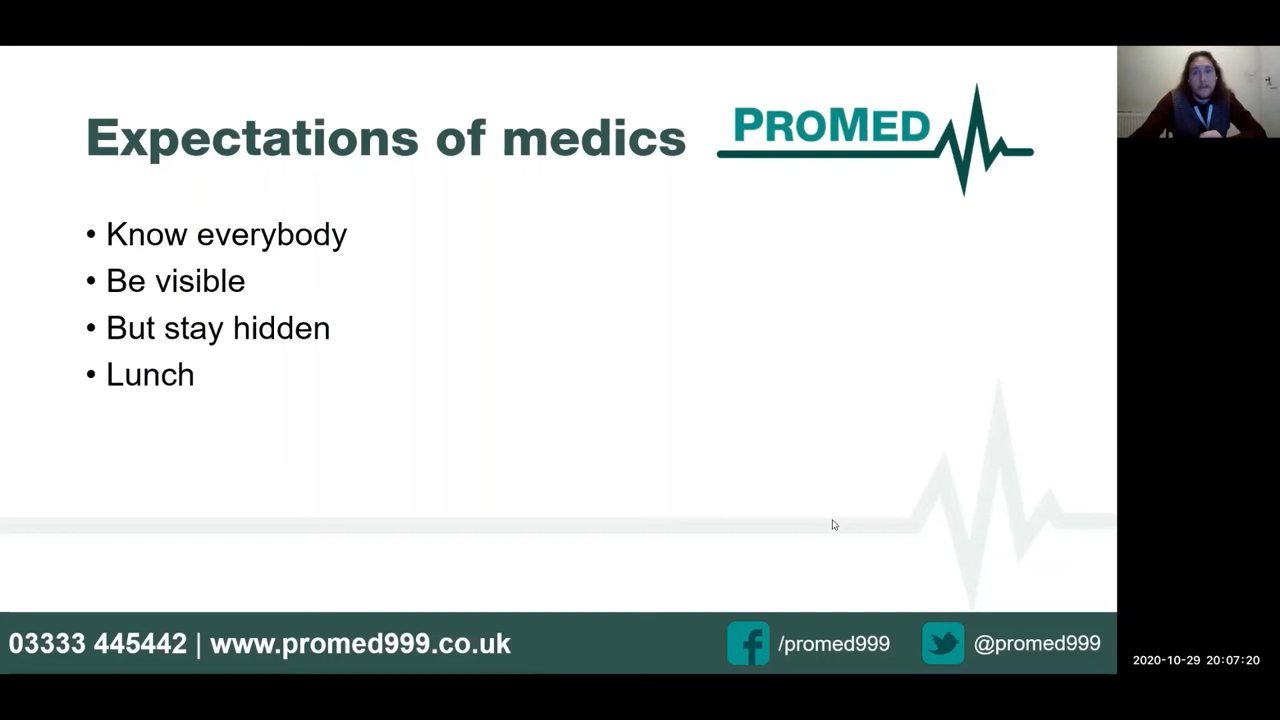 Expectations of medics
PROMED
• Know everybody
• Be visible
• But stay hidden
• Lunch
03333 445442 | www.promed999.co.uk
/promed999
@promed999
2020-10-29 20:07:20